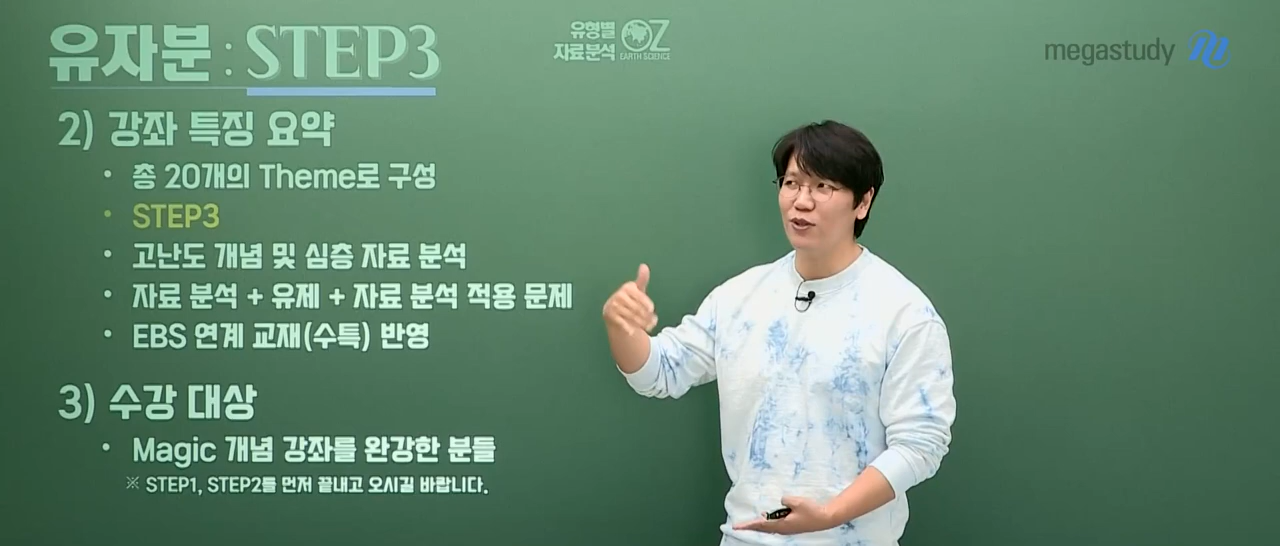 유자분 : STEP3
유형별
자료분석 OZ
EARTH SCIENCE
megastudy
2) 강좌 특징 요약
• 총 20개의 Theme로 구성
• STEP3
• 고난도 개념 및 심층 자료 분석
• 자료 분석 + 유제 + 자료 분석 적용 문제
• EBS 연계 교재(수특) 반영
3) 수강 대상
• Magic 개념 강좌를 완강한 분들
※ STEP1, STEP2를 먼저 끝내고 오시길 바랍니다.